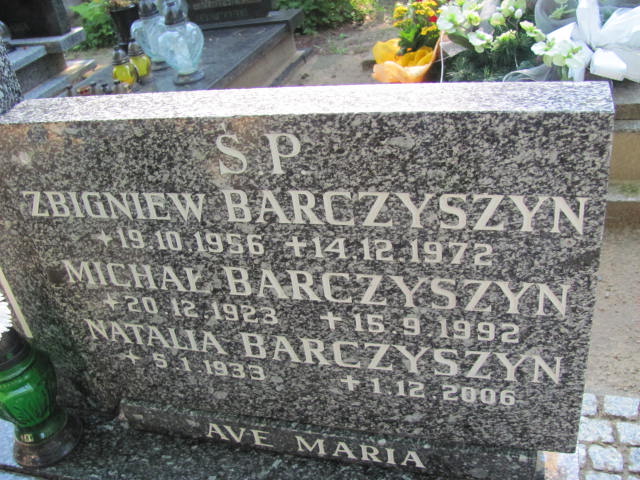 Ś.P.
ZBIGNIEW BARCZYSZYN
+19.10.1956 +14.12.1972
MICHAŁ BARCZYSZYN
+20.12.1923 +15.9.1992
NATALIA BARCZYSZYN
+5.1.1933 +1.12.2006
AVE MARIA